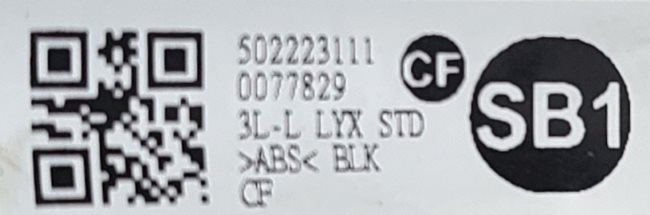 502223111
0077829
3L-L LYX STD
>ABS< BLK
CF
CF
SB1